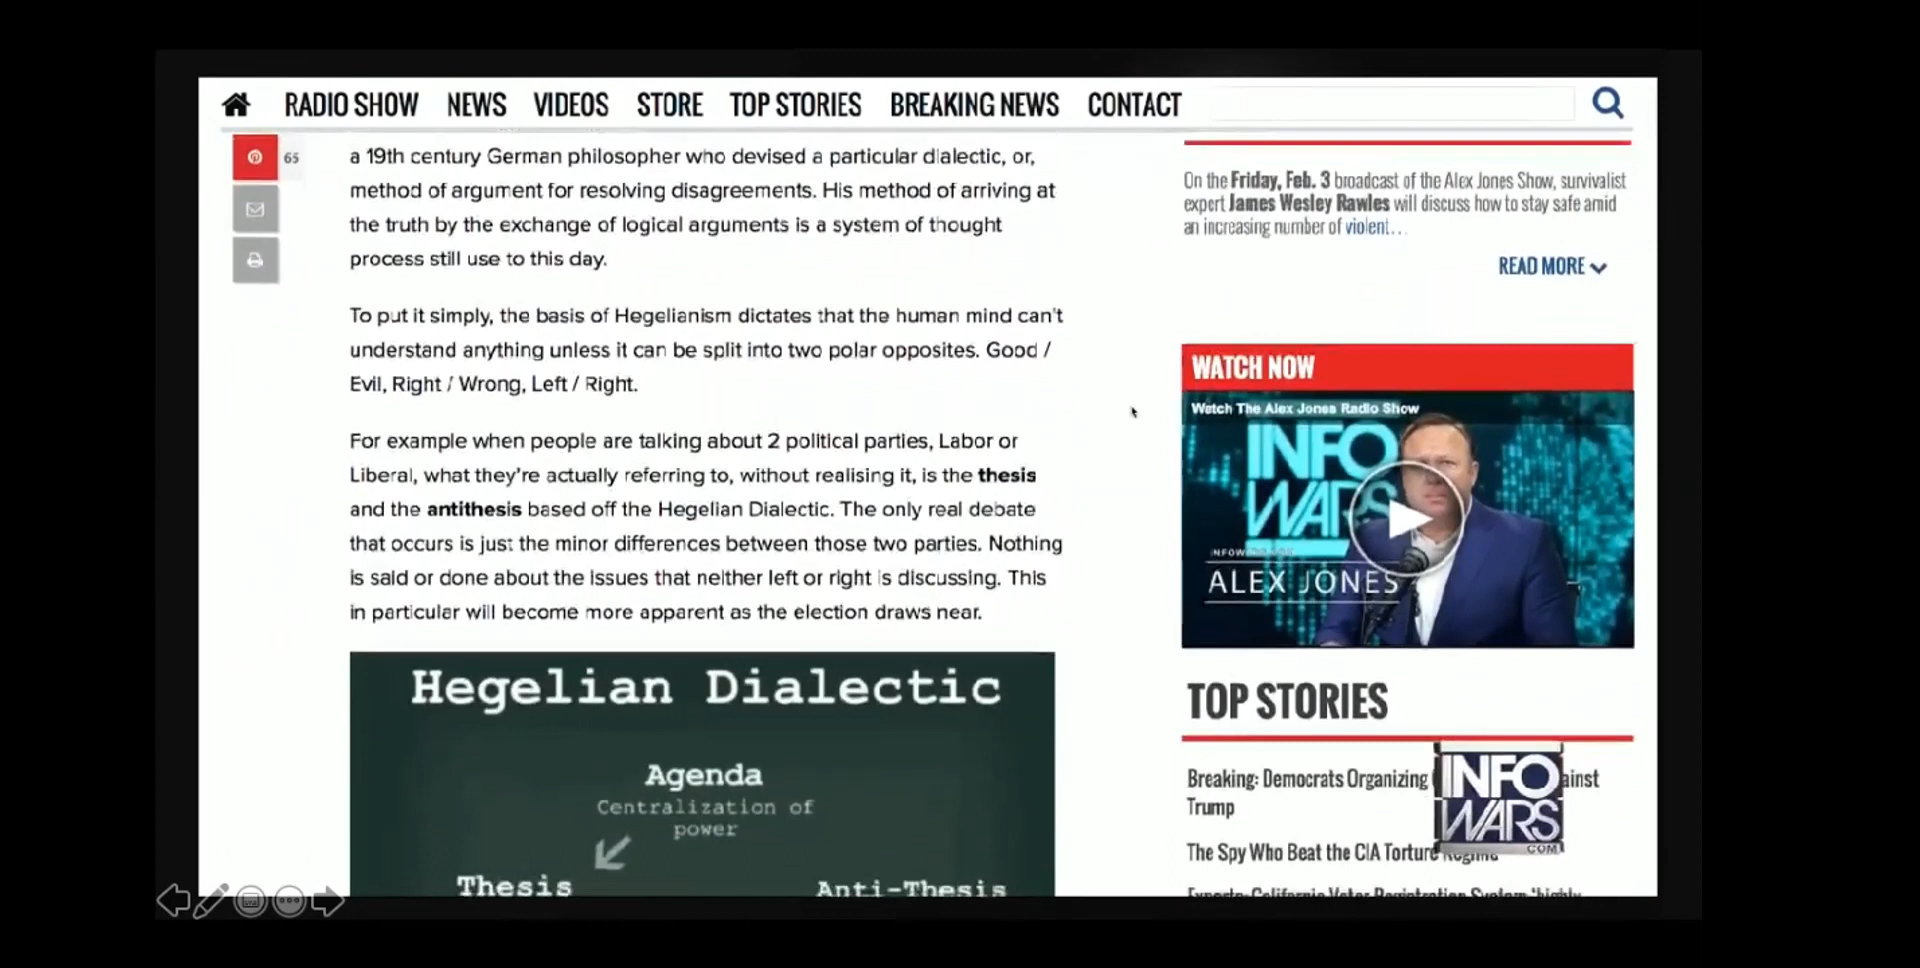 RADIO SHOW NEWS VIDEOS STORE TOP STORIES BREAKING NEWS CONTACT
65
a 19th century German philosopher who devised a particular dialectic, or,
method of argument for resolving disagreements. His method of arriving at
the truth by the exchange of logical arguments is a system of thought
process still use to this day.
To put it simply, the basis of Hegelianism dictates that the human mind can't
understand anything unless it can be split into two polar opposites. Good /
Evil, Right / Wrong, Left / Right.
For example when people are talking about 2 political parties, Labor or
Liberal, what they're actually referring to, without realising it, is the thesis
and the antithesis based off the Hegelian Dialectic. The only real debate
that occurs is just the minor differences between those two parties. Nothing
is said or done about the issues that neither left or right is discussing. This
in particular will become more apparent as the election draws near.
Hegelian Dialectic
Agenda
Centralization of
power
Thesis
Anti-Thesis
On the Friday, Feb. 3 broadcast of the Alex Jones Show, survivalist
expert James Wesley Rawles will discuss how to stay safe amid
an increasing number of violent...
READ MORE
WATCH NOW
Watch The Alex Jones Radio Show
INFO
WARS
ALEX JONES
TOP STORIES
Breaking: Democrats Organizing
Trump
The Spy Who Beat the CIA Torture
Experts: California Voter Registration System 'highly
INFO
WARS
.COM